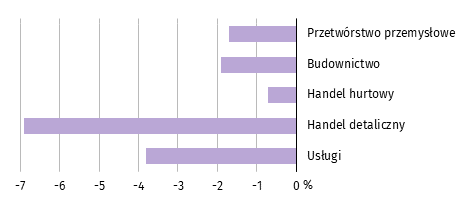 Przetwórstwo przemysłowe
Budownictwo
Handel hurtowy
Handel detaliczny
Usługi
-7 -6 -5 -4 -3 -2 -1 0 %